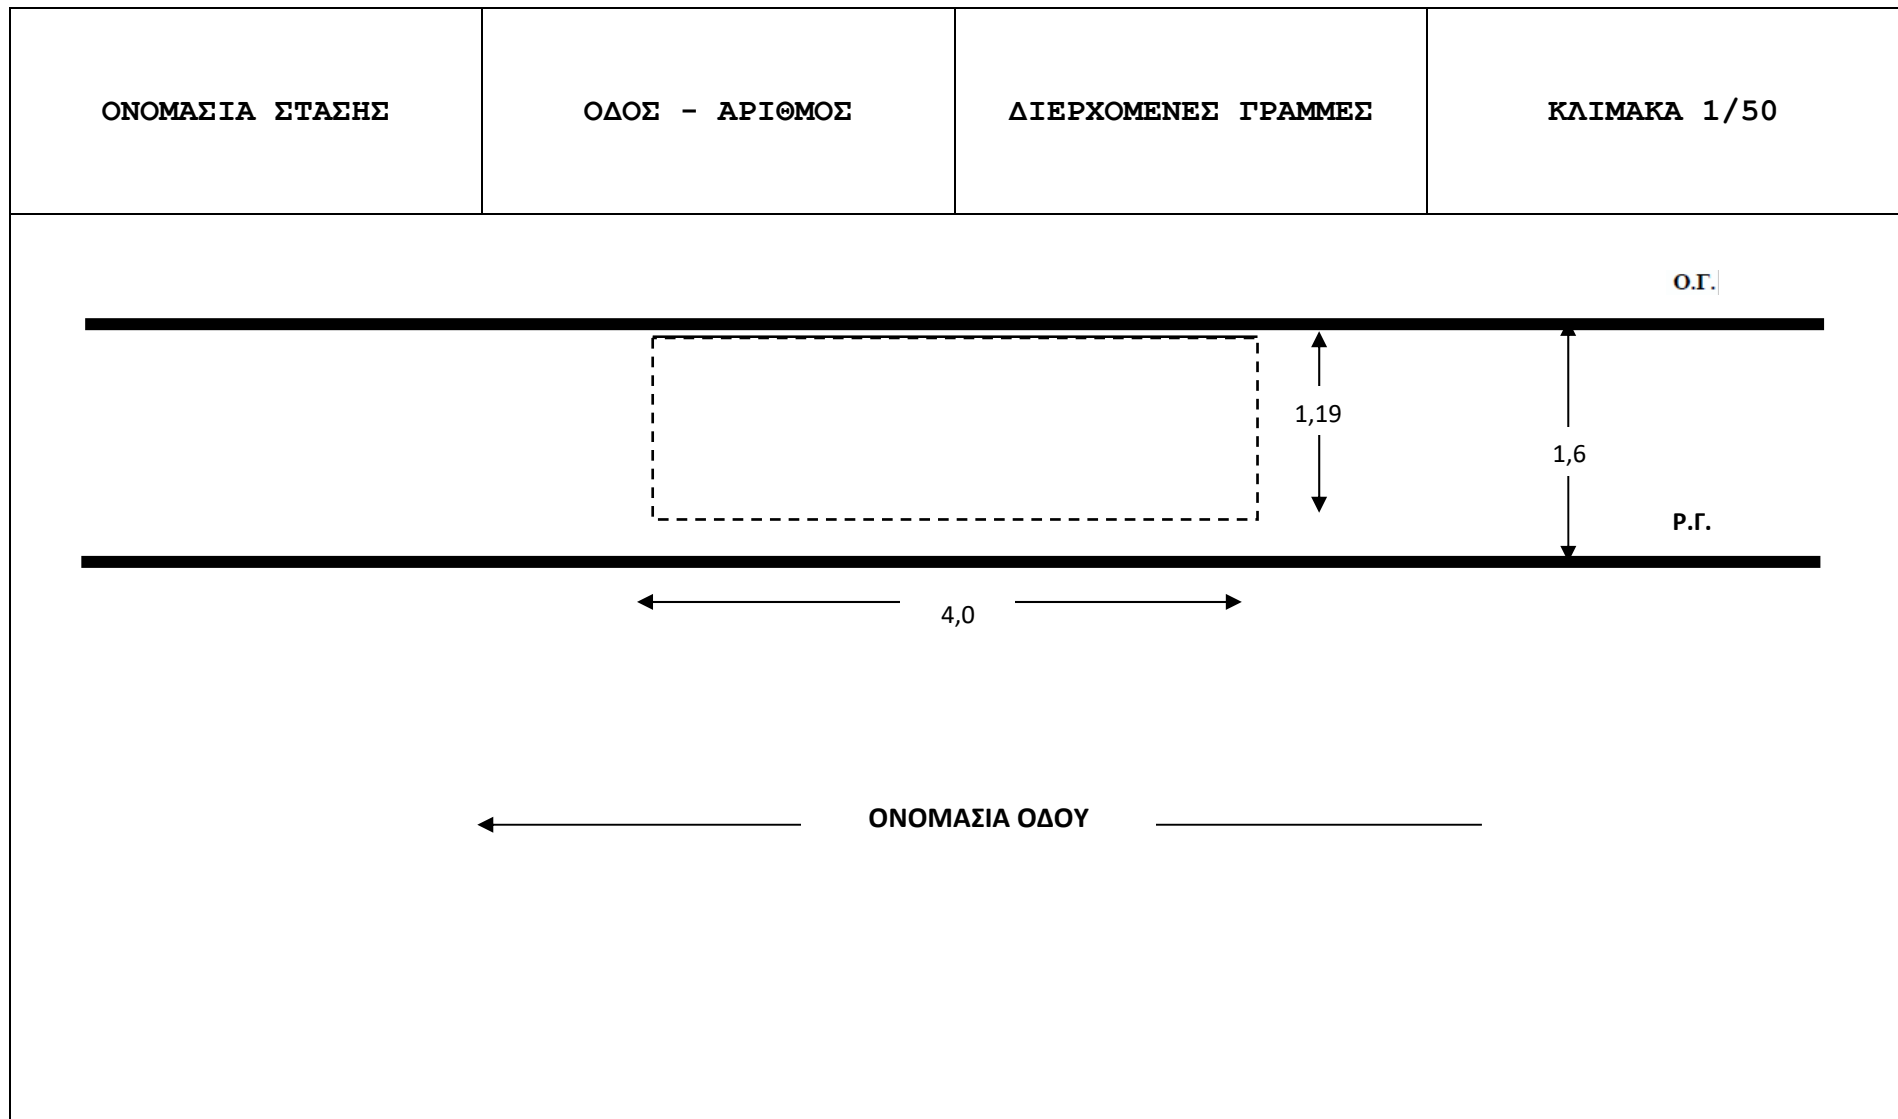 ΟΝΟΜΑΣΙΑ ΣΤΑΣΗΣ
ΟΔΟΣ - ΑΡΙΘΜΟΣ
ΔΙΕΡΧΟΜΕΝΕΣ ΓΡΑΜΜΕΣ
ΚΛΙΜΑΚΑ 1/50
Ο.Γ.
1,19
1,6
Ρ.Γ.
4,0
ΟΝΟΜΑΣΙΑ ΟΔΟΥ